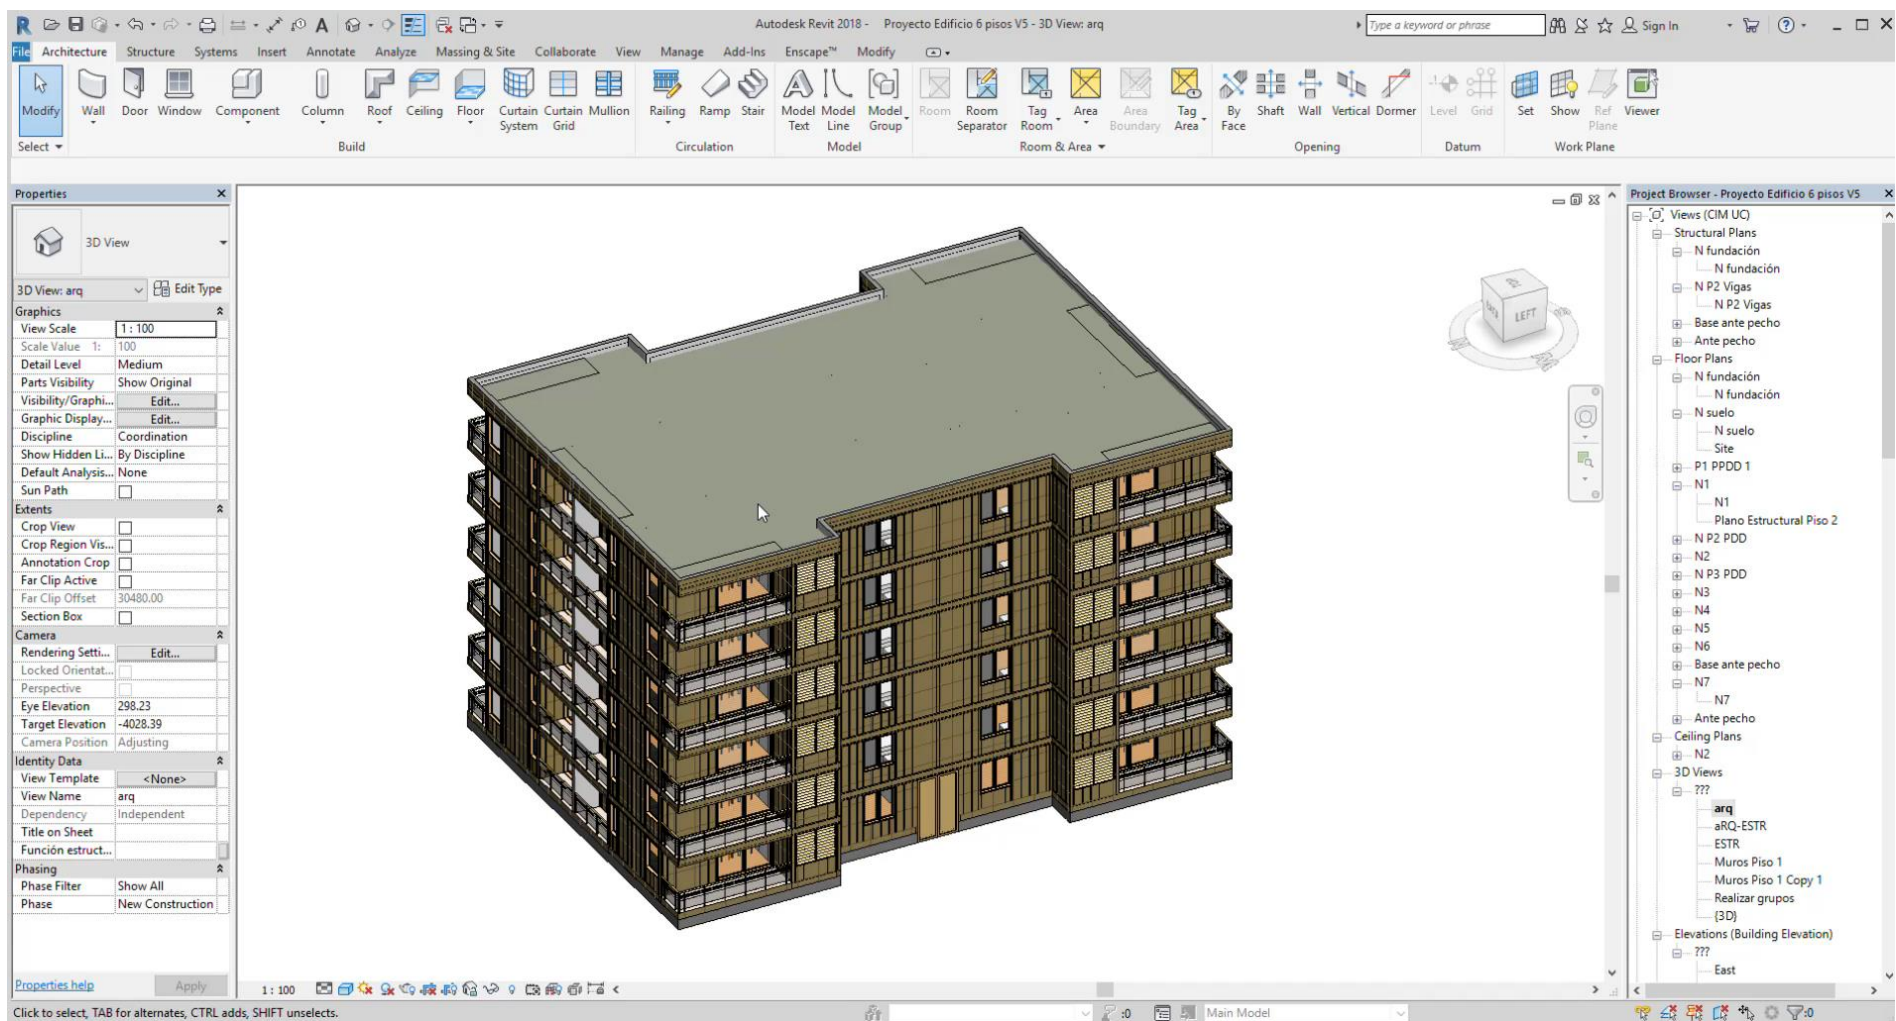 Autodesk Revit 2018 -    Proyecto Edificio 6 pisos V5 - 3D View: arq
Type a keyword or phrase
Sign In
File Architecture Structure Systems Insert Annotate Analyze Massing & Site Collaborate View Manage Add-Ins Enscape™ Modify
Modify Wall Door Window Component Column Roof Ceiling Floor Curtain System Curtain Grid Mullion Railing Ramp Stair Model Text Model Line Model Group Room Room Separator Tag Room Area Area Boundary Tag Area By Face Shaft Wall Vertical Dormer Level Grid Set Show Ref Plane Viewer
Select Build Circulation Model Room & Area Opening Datum Work Plane
Properties
3D View
3D View: arq Edit Type
Graphics
View Scale 1 : 100
Scale Value 1: 100
Detail Level Medium
Parts Visibility Show Original
Visibility/Graphi... Edit...
Graphic Display... Edit...
Discipline Coordination
Show Hidden Li... By Discipline
Default Analysis... None
Sun Path
Extents
Crop View
Crop Region Vis...
Annotation Crop
Far Clip Active
Far Clip Offset 30480.00
Section Box
Camera
Rendering Setti... Edit...
Locked Orientat...
Perspective
Eye Elevation 298.23
Target Elevation -4028.39
Camera Position Adjusting
Identity Data
View Template <None>
View Name arq
Dependency Independent
Title on Sheet
Función estruct...
Phasing
Phase Filter Show All
Phase New Construction
Properties help Apply
LEFT
1 : 100
Project Browser - Proyecto Edificio 6 pisos V5
Views (CIM UC)
Structural Plans
N fundación
N fundación
N P2 Vigas
N P2 Vigas
Base ante pecho
Ante pecho
Floor Plans
N fundación
N fundación
N suelo
N suelo
Site
P1 PPDD 1
N1
N1
Plano Estructural Piso 2
N P2 PDD
N2
N P3 PDD
N3
N4
N5
N6
Base ante pecho
N7
N7
Ante pecho
Ceiling Plans
N2
3D Views
???
arq
aRQ-ESTR
ESTR
Muros Piso 1
Muros Piso 1 Copy 1
Realizar grupos
{3D}
Elevations (Building Elevation)
???
East
Click to select, TAB for alternates, CTRL adds, SHIFT unselects.
:0
Main Model
:0